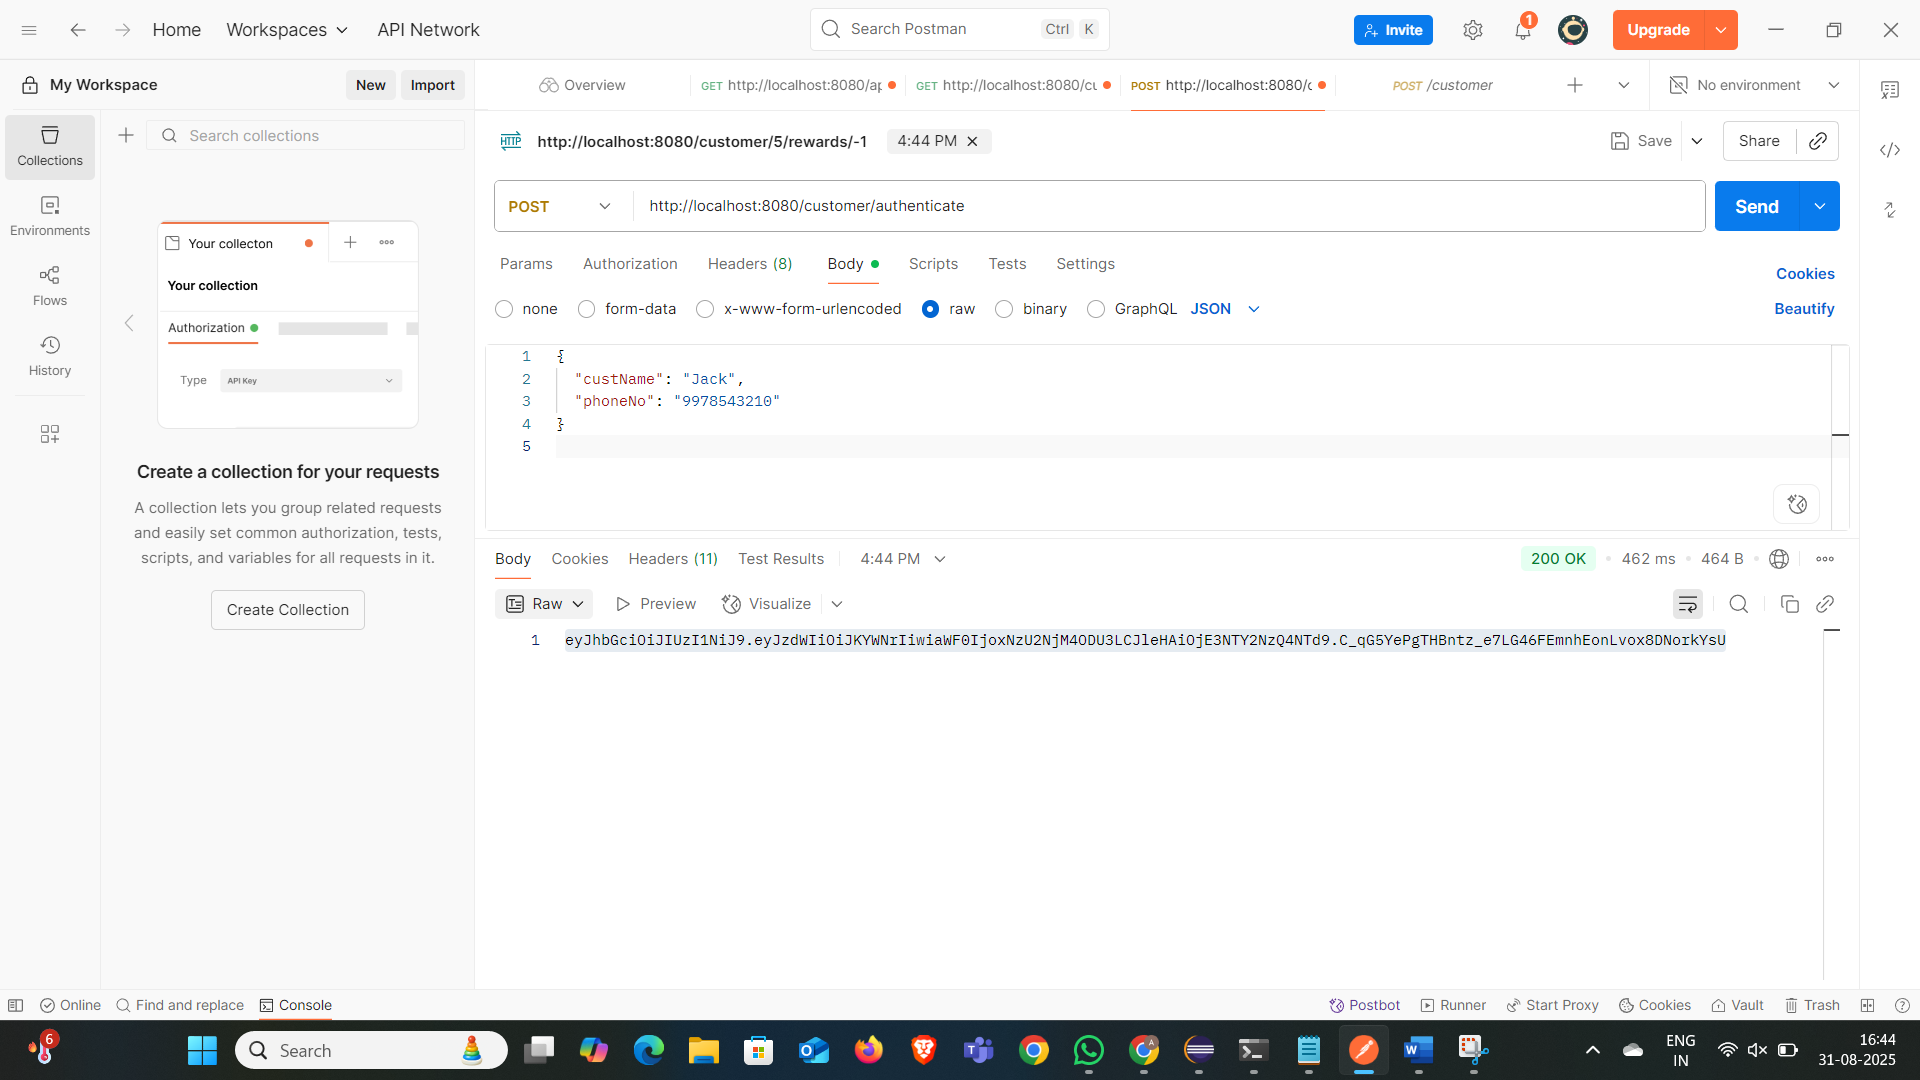 Home
Workspaces
API Network
Search Postman
Ctrl K
Invite
1
Upgrade
My Workspace
New
Import
Overview
GET http://localhost:8080/ap
GET http://localhost:8080/cu
POST http://localhost:8080/c
POST /customer
No environment
Collections
Environments
Flows
History
Search collections
Your collecton
Your collection
Authorization
Type
API Key
Create a collection for your requests
A collection lets you group related requests
and easily set common authorization, tests,
scripts, and variables for all requests in it.
Create Collection
HTTP
http://localhost:8080/customer/5/rewards/-1
4:44 PM
Save
Share
POST
http://localhost:8080/customer/authenticate
Send
Params
Authorization
Headers (8)
Body
Scripts
Tests
Settings
Cookies
none
form-data
x-www-form-urlencoded
raw
binary
GraphQL
JSON
Beautify
1 {
2 "custName": "Jack",
3 "phoneNo": "9978543210"
4 }
5
Body
Cookies
Headers (11)
Test Results
4:44 PM
200 OK
462 ms
464 B
Raw
Preview
Visualize
1 eyJhbGciOiJIUzI1NiJ9.eyJzdWIiOiJKYWNrIiwiaWF0IjoxNzU2NjM4ODU3LCJleHAiOjE3NTY2NzQ4NTd9.C_qG5YePgTHBntz_e7LG46FEmnhEonLvox8DNorkYsU
Online
Find and replace
Console
Postbot
Runner
Start Proxy
Cookies
Vault
Trash
6
Search
ENG
IN
16:44
31-08-2025